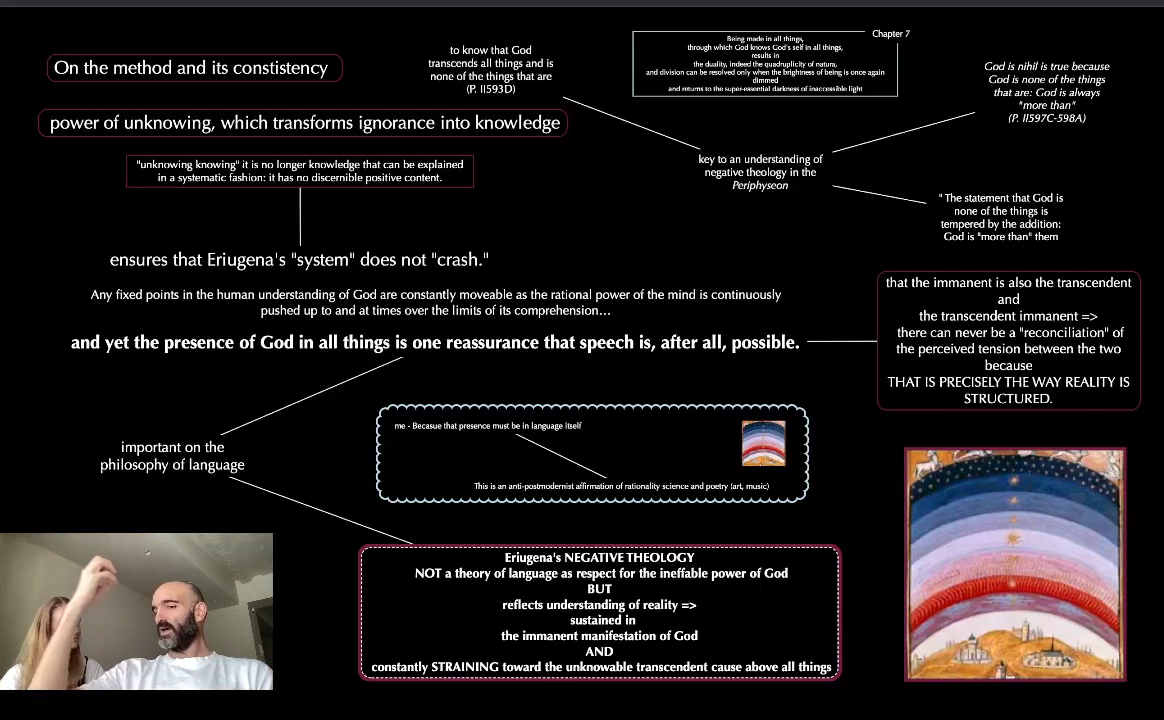 On the method and its constistency
power of unknowing, which transforms ignorance into knowledge
"unknowing knowing" it is no longer knowledge that can be explained
in a systematic fashion: it has no discernible positive content.
ensures that Eriugena's "system" does not "crash."
Any fixed points in the human understanding of God are constantly moveable as the rational power of the mind is continuously
pushed up to and at times over the limits of its comprehension…
and yet the presence of God in all things is one reassurance that speech is, after all, possible.
to know that God
transcends all things and is
none of the things that are
(P. II593D)
Chapter 7
Being made in all things,
through which God knows God's self in all things,
results in
the duality, indeed the quadruplicity of natura,
and division can be resolved only when the brightness of being is once again
dimmed
and returns to the super-essential darkness of inaccessible light
God is nihil is true because
God is none of the things
that are: God is always
"more than"
(P. II597C-598A)
key to an understanding of
negative theology in the
Periphyseon
" The statement that God is
none of the things is
tempered by the addition:
God is "more than" them
that the immanent is also the transcendent
and
the transcendent immanent =>
there can never be a "reconciliation" of
the perceived tension between the two
because
THAT IS PRECISELY THE WAY REALITY IS
STRUCTURED.
important on the
philosophy of language
me - Becasue that presence must be in language itself
This is an anti-postmodernist affirmation of rationality science and poetry (art, music)
Eriugena's NEGATIVE THEOLOGY
NOT a theory of language as respect for the ineffable power of God
BUT
reflects understanding of reality =>
sustained in
the immanent manifestation of God
AND
constantly STRAINING toward the unknowable transcendent cause above all things